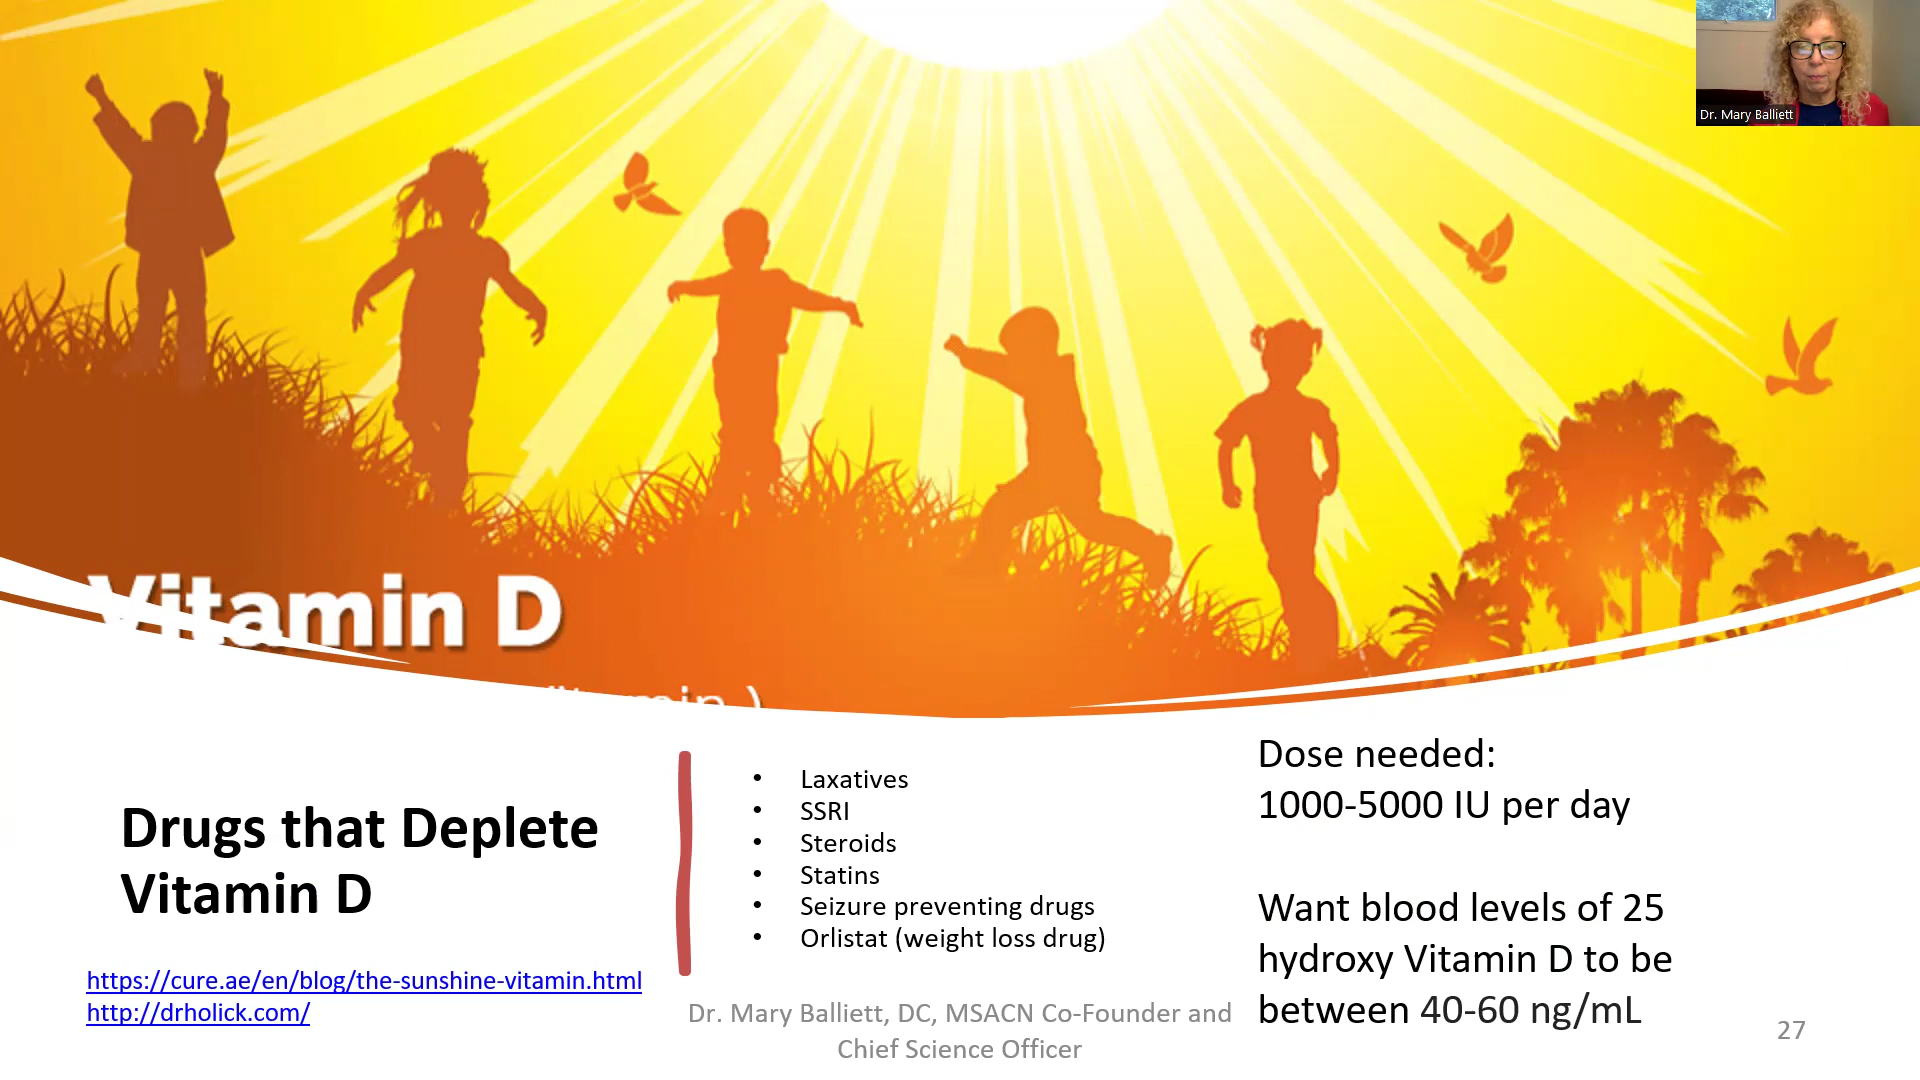 Dr. Mary Balliett
Vitamin D
Drugs that Deplete
Vitamin D
https://cure.ae/en/blog/the-sunshine-vitamin.html
http://drholick.com/
• Laxatives
• SSRI
• Steroids
• Statins
• Seizure preventing drugs
• Orlistat (weight loss drug)
Dose needed:
1000-5000 IU per day
Want blood levels of 25
hydroxy Vitamin D to be
between 40-60 ng/mL
Dr. Mary Balliett, DC, MSACN Co-Founder and
Chief Science Officer
27